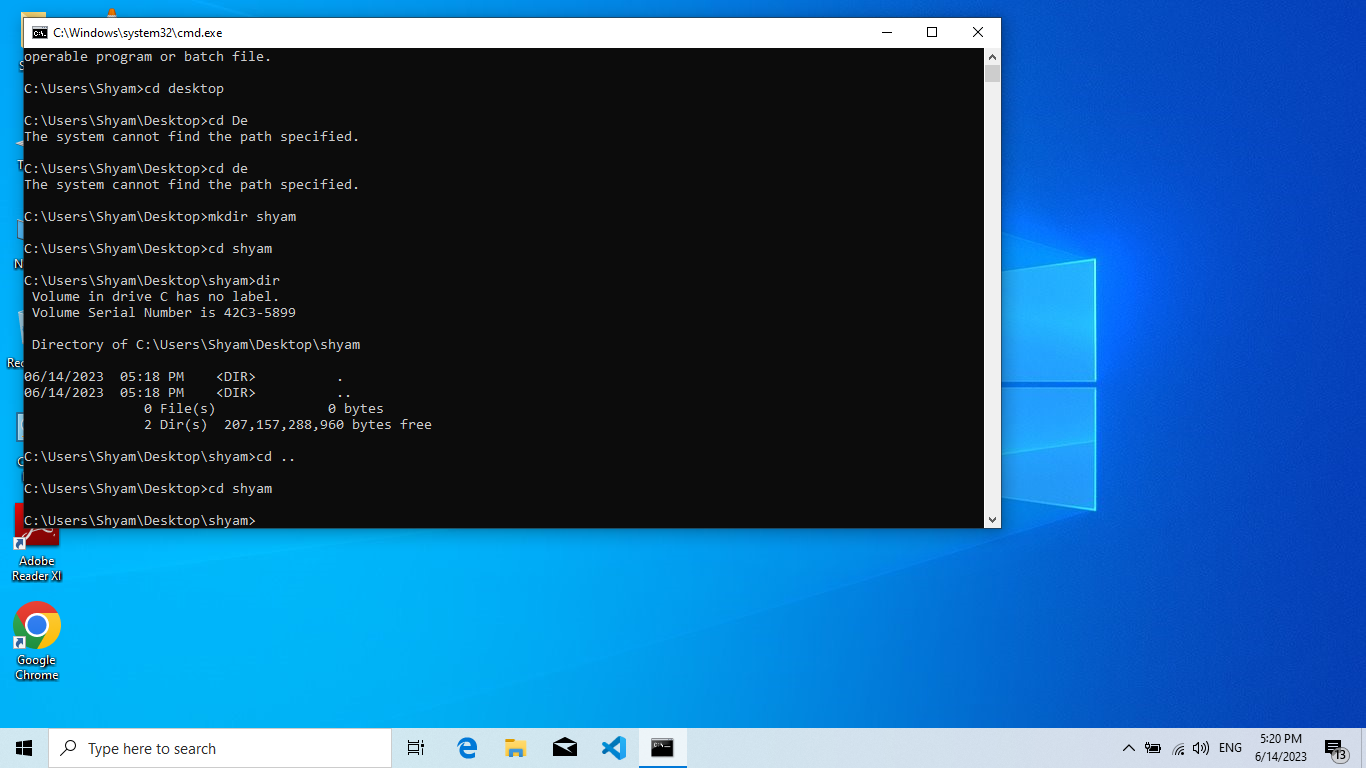 C:\Windows\system32\cmd.exe
operable program or batch file.
C:\Users\Shyam>cd desktop
C:\Users\Shyam\Desktop>cd De
The system cannot find the path specified.
C:\Users\Shyam\Desktop>cd de
The system cannot find the path specified.
C:\Users\Shyam\Desktop>mkdir shyam
C:\Users\Shyam\Desktop>cd shyam
C:\Users\Shyam\Desktop\shyam>dir
 Volume in drive C has no label.
 Volume Serial Number is 42C3-5899
 Directory of C:\Users\Shyam\Desktop\shyam
06/14/2023  05:18 PM    <DIR>          .
06/14/2023  05:18 PM    <DIR>          ..
               0 File(s)              0 bytes
               2 Dir(s)  207,157,288,960 bytes free
C:\Users\Shyam\Desktop\shyam>cd ..
C:\Users\Shyam\Desktop>cd shyam
C:\Users\Shyam\Desktop\shyam>
Adobe
Reader XI
Google
Chrome
Type here to search
ENG
5:20 PM
6/14/2023
13